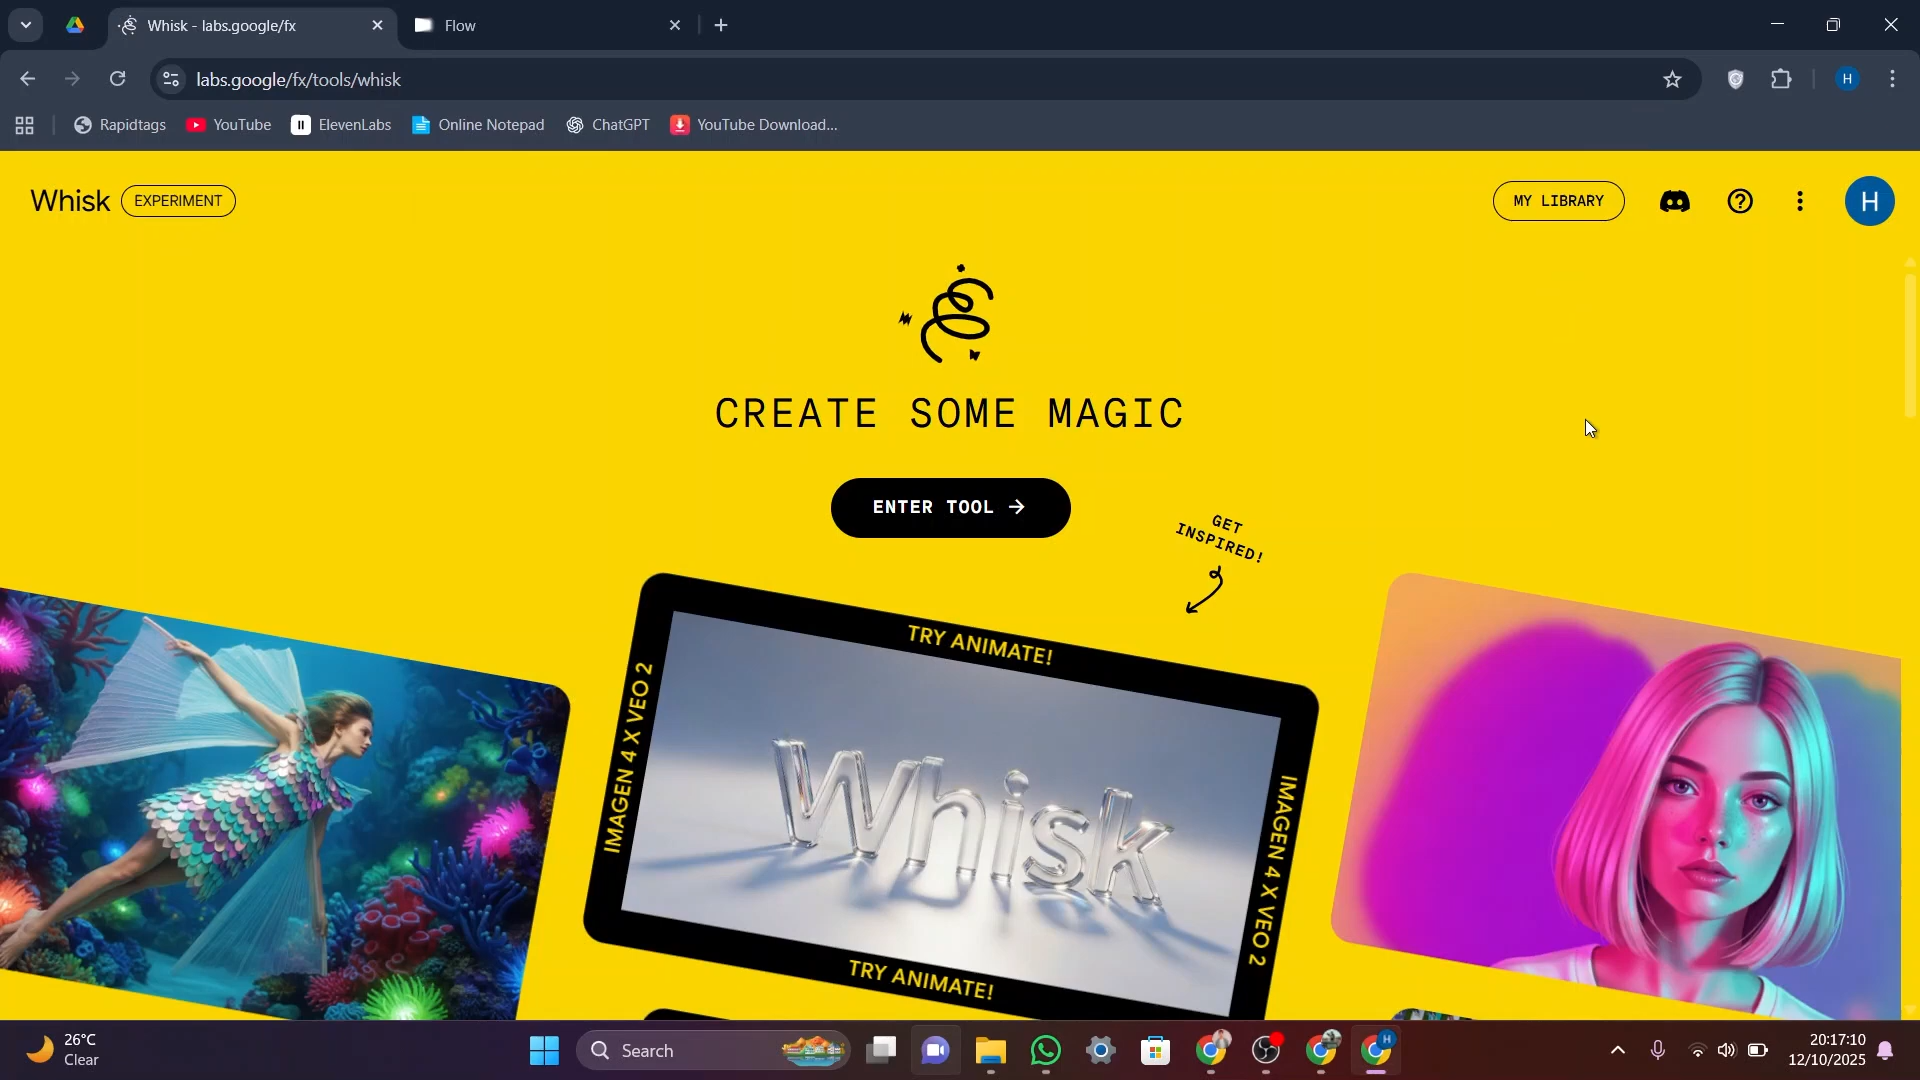 Whisk - labs.google/fx
Flow
labs.google/fx/tools/whisk
H
Rapidtags
YouTube
ElevenLabs
Online Notepad
ChatGPT
YouTube Download...
Whisk
EXPERIMENT
MY LIBRARY
H
CREATE SOME MAGIC
ENTER TOOL →
GET
INSPIRED!
TRY ANIMATE!
IMAGEN 4 X VEO 2
Whisk
IMAGEN 4 X VEO 2
TRY ANIMATE!
26°C
Clear
Search
H
20:17:10
12/10/2025